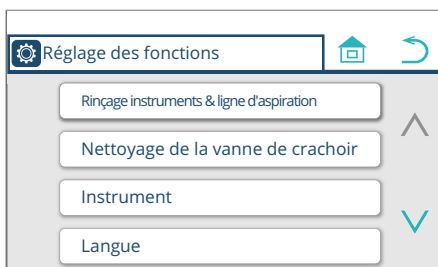 Réglage des fonctions
Rinçage instruments & ligne d'aspiration
Nettoyage de la vanne de crachoir
Instrument
Langue